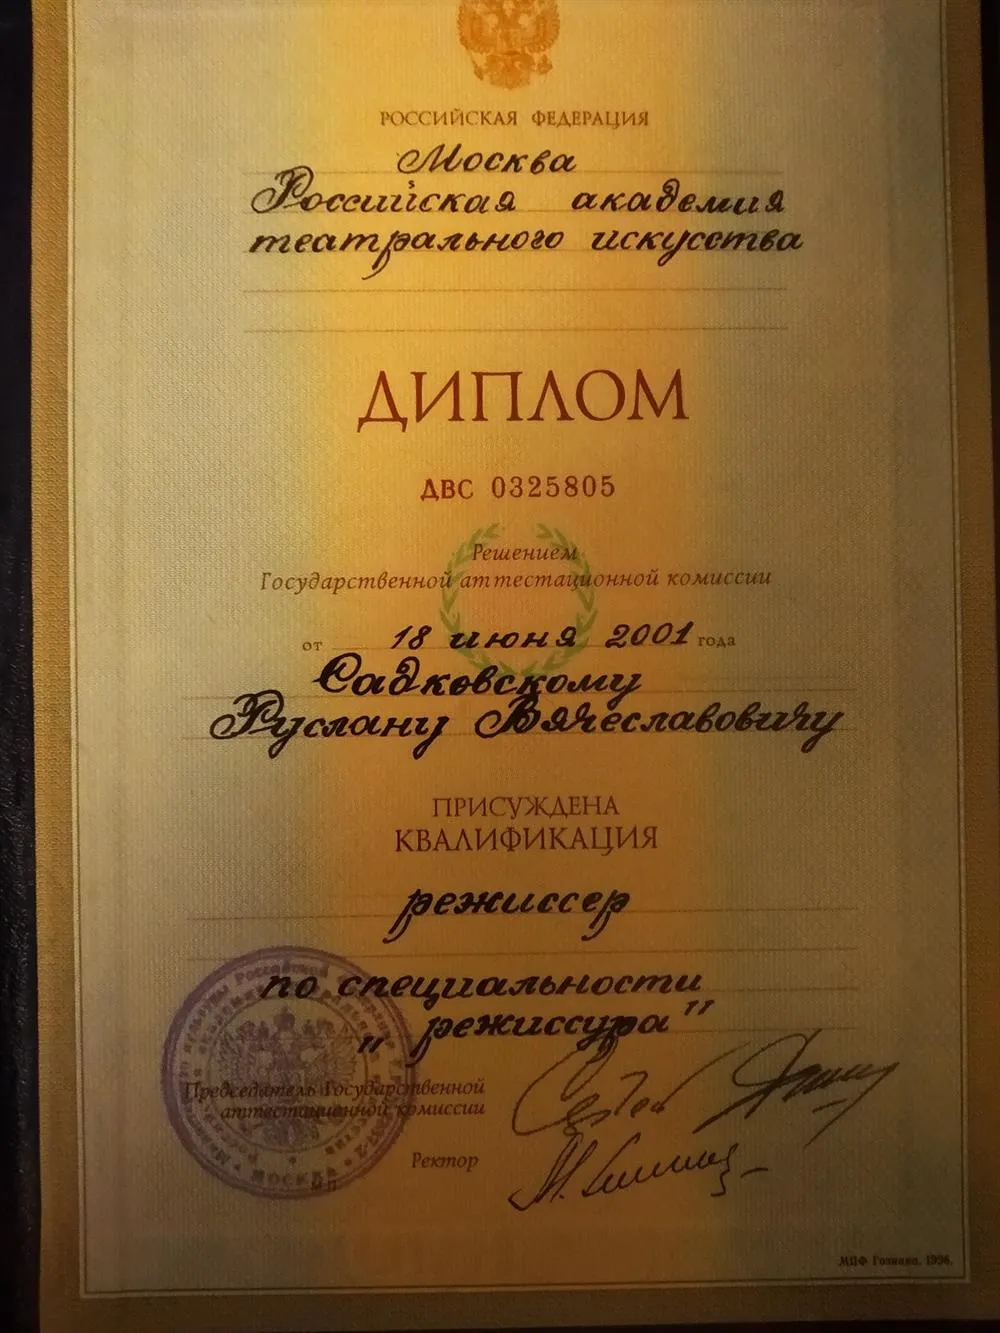 РОССИЙСКАЯ ФЕДЕРАЦИЯ
Москва
Российская академия
театрального искусства
ДИПЛОМ
ДВС 0325805
Решением
Государственной аттестационной комиссии
от 18 июня 2001 года
Садковскому
Руслану Вячеславовичу
ПРИСУЖДЕНА
КВАЛИФИКАЦИЯ
режиссер
по специальности
„режиссура"
Председатель Государственной
аттестационной комиссии
Ректор
МОСКВА
МПФ Гознака. 1996.